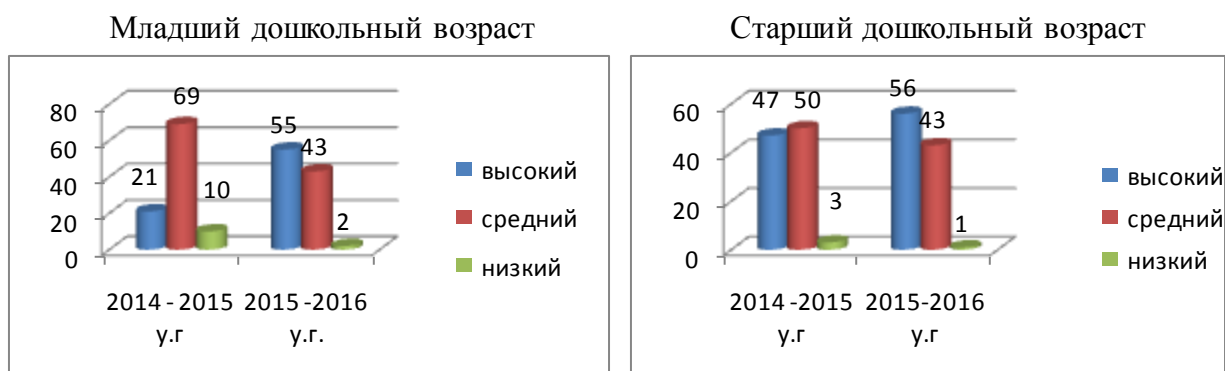 Младший дошкольный возраст
80
60
40
20
0
21
69
10
55
43
2
2014 - 2015
у.г
2015 -2016
у.г.
высокий
средний
низкий
Старший дошкольный возраст
60
40
20
0
47
50
3
56
43
1
2014 -2015
у.г
2015-2016
у.г
высокий
средний
низкий